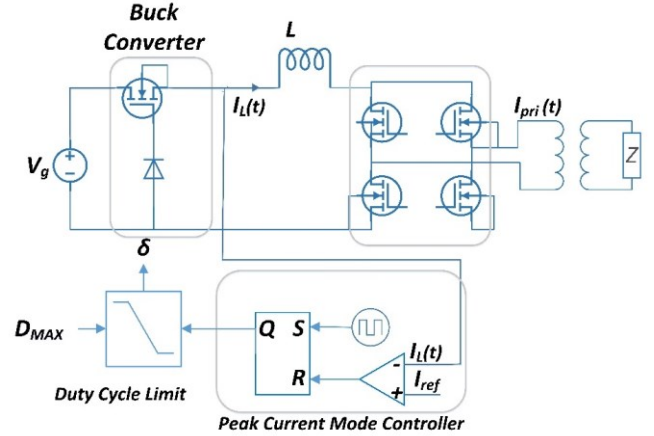 Buck
Converter
L
I_L(t)
I_pri(t)
V_g
+
-
Z
δ
D_MAX
Q S
R
I_L(t)
I_ref
-
+
Duty Cycle Limit
Peak Current Mode Controller